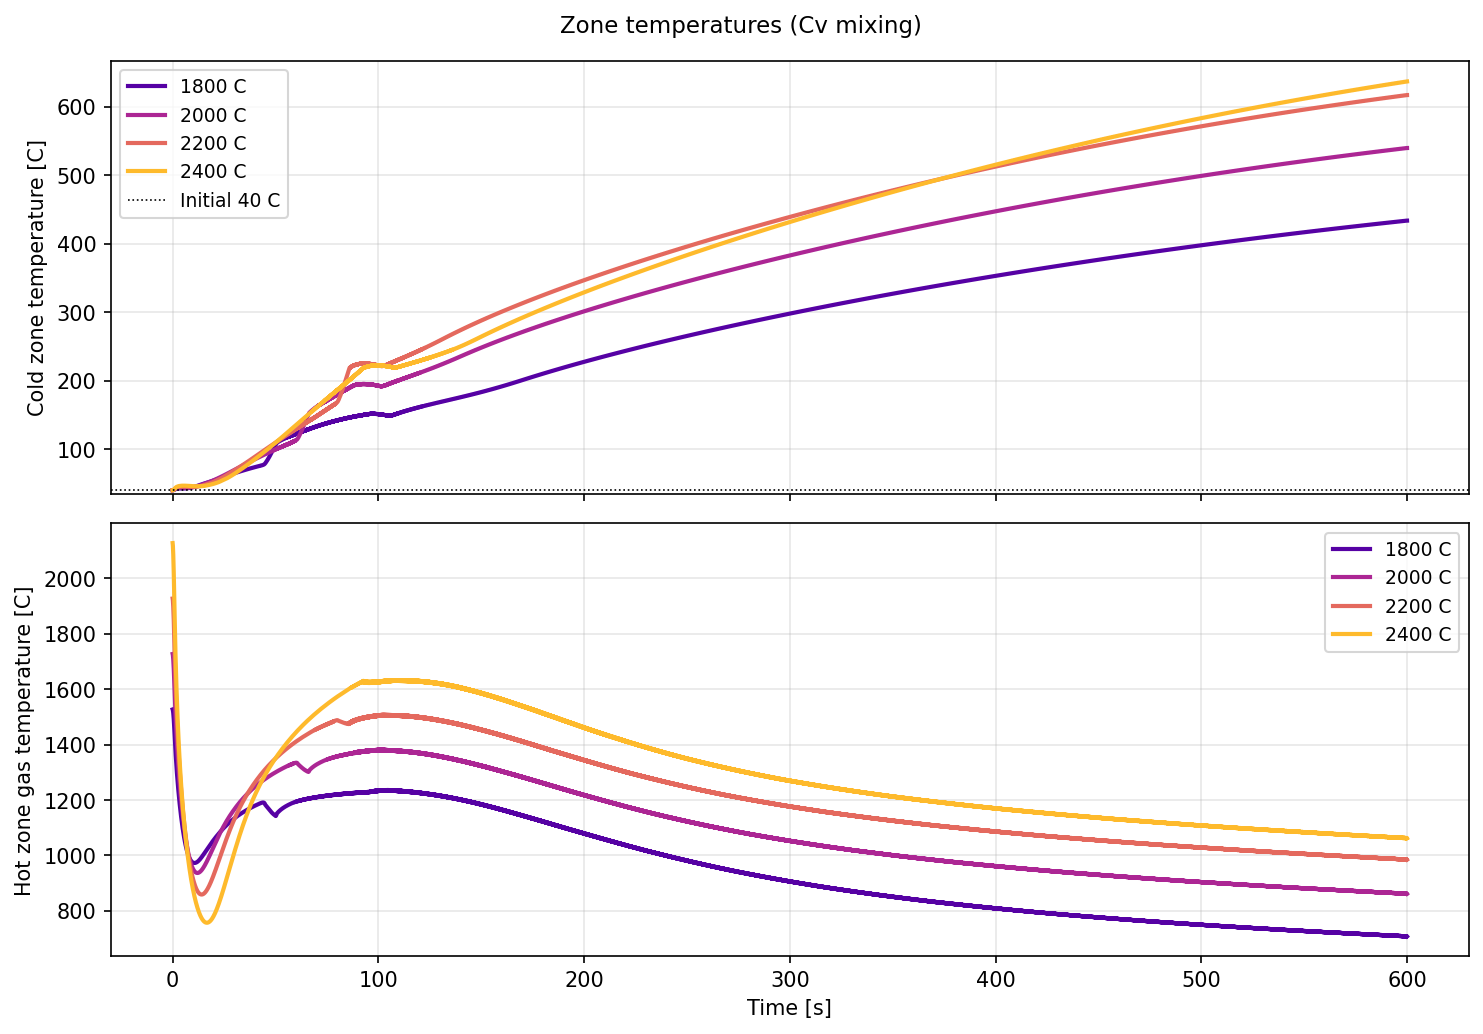 Zone temperatures (Cv mixing)
Cold zone temperature [C]
600
500
400
300
200
100
1800 C
2000 C
2200 C
2400 C
Initial 40 C
Hot zone gas temperature [C]
2000
1800
1600
1400
1200
1000
800
1800 C
2000 C
2200 C
2400 C
0
100
200
300
400
500
600
Time [s]